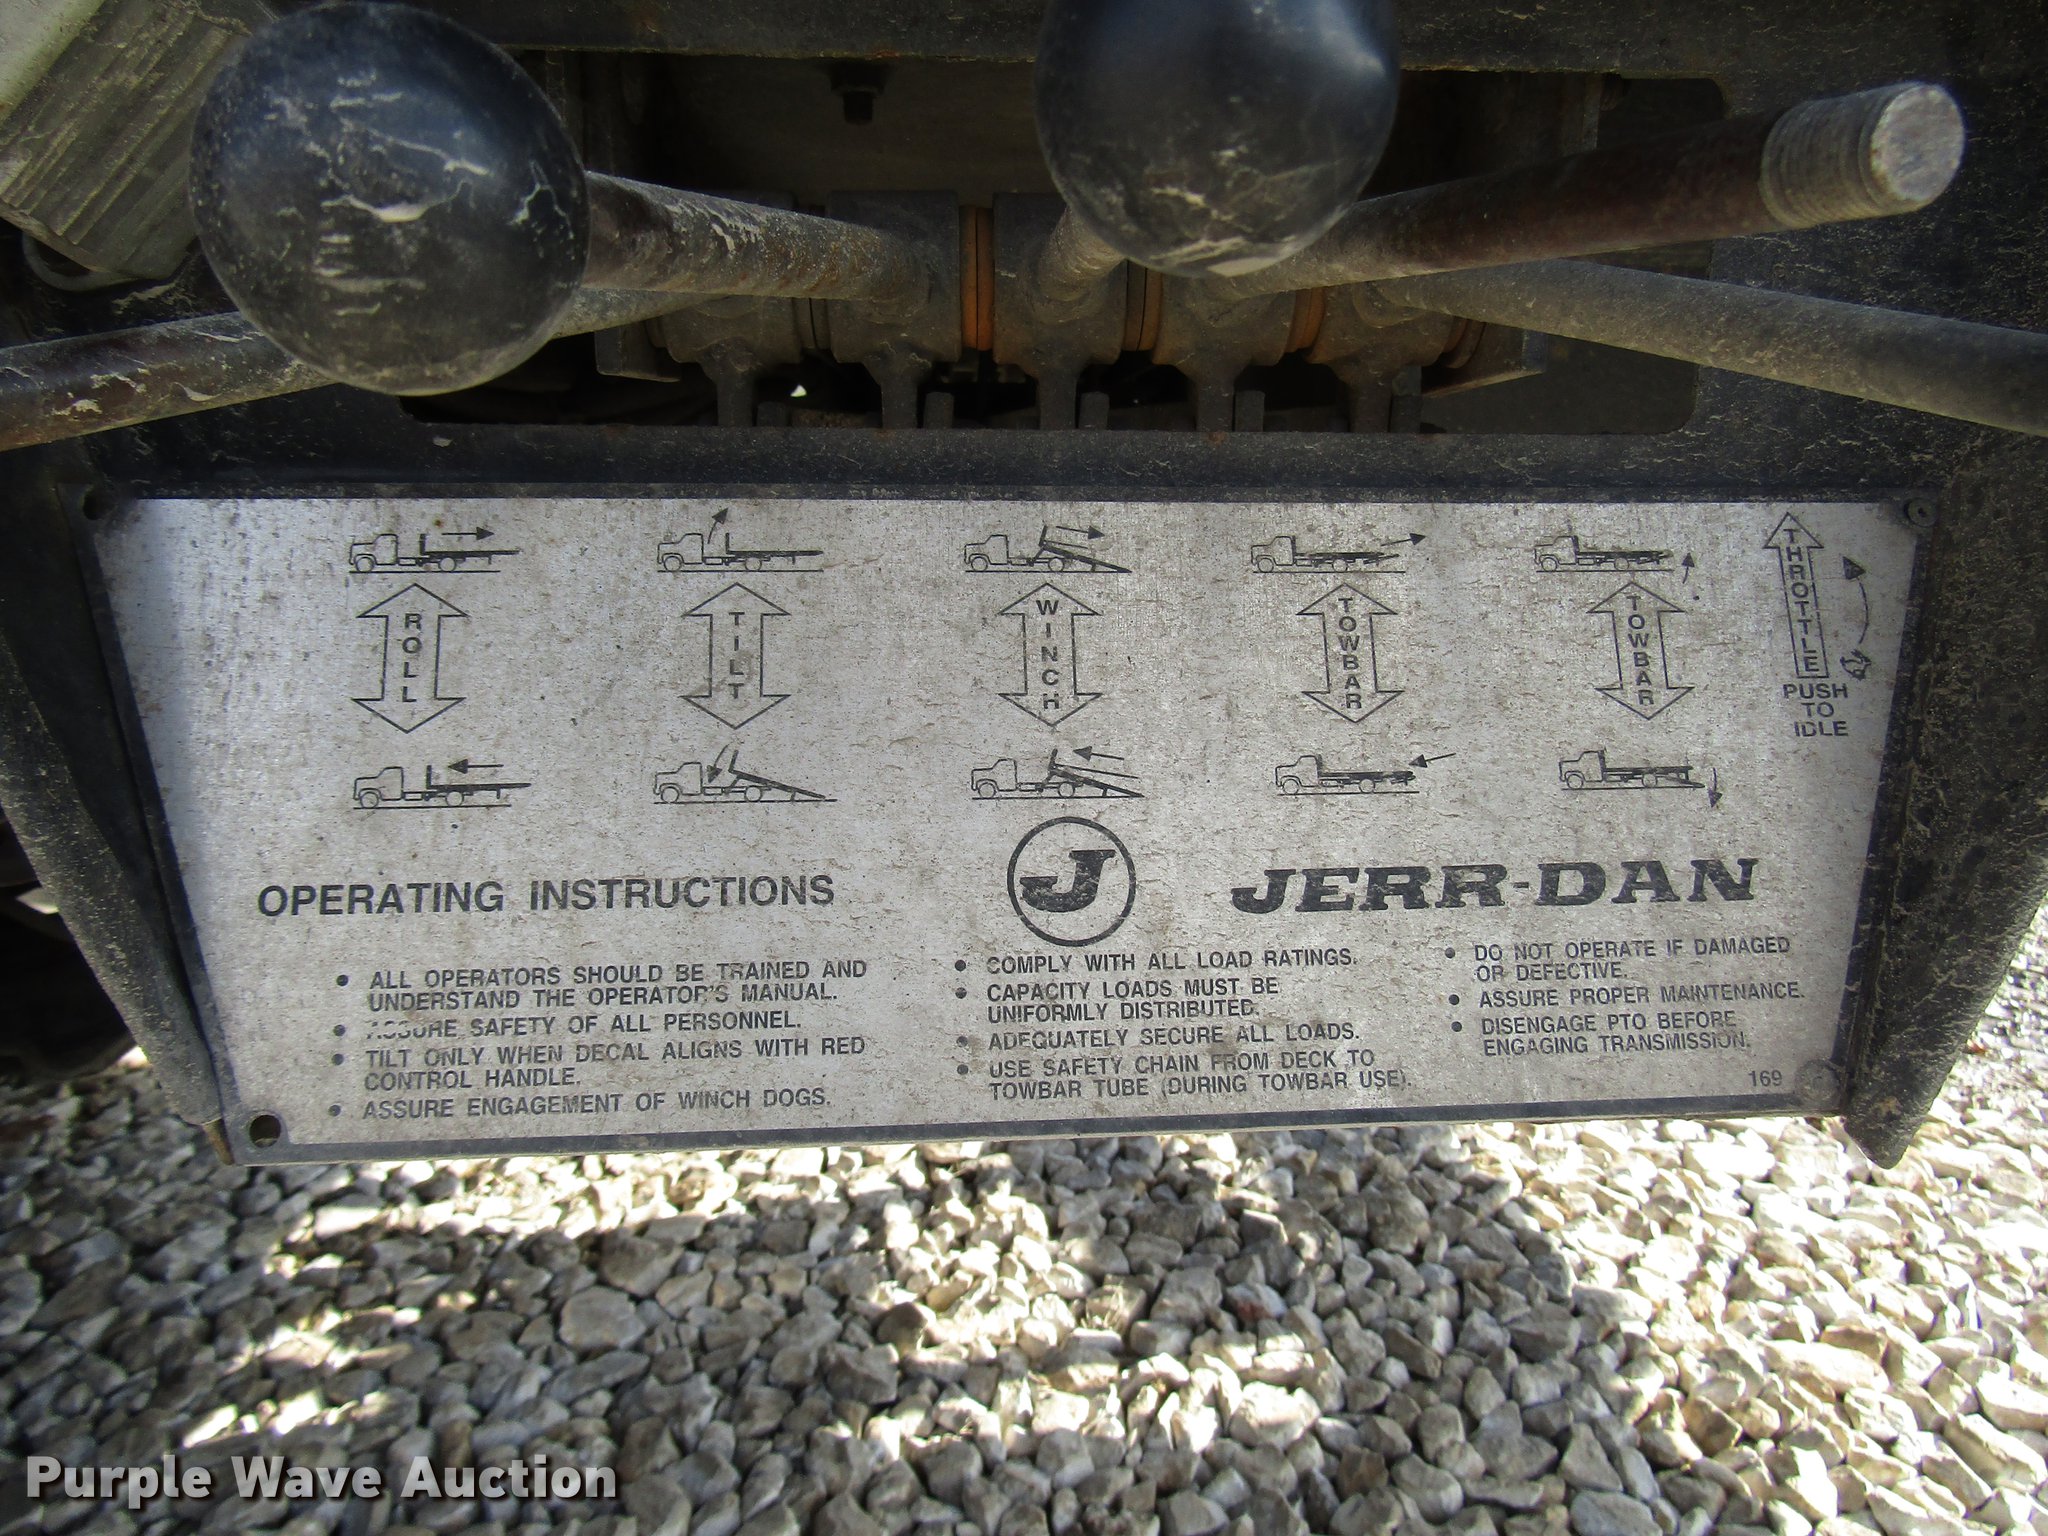 ROLL
TILT
WINCH
TOWBAR
TOWBAR
THROTTLE
PUSH
TO
IDLE
OPERATING INSTRUCTIONS
J
JERR-DAN
• ALL OPERATORS SHOULD BE TRAINED AND
UNDERSTAND THE OPERATOR'S MANUAL.
• ASSURE SAFETY OF ALL PERSONNEL.
• TILT ONLY WHEN DECAL ALIGNS WITH RED
CONTROL HANDLE.
• ASSURE ENGAGEMENT OF WINCH DOGS.
• COMPLY WITH ALL LOAD RATINGS.
• CAPACITY LOADS MUST BE
UNIFORMLY DISTRIBUTED.
• ADEQUATELY SECURE ALL LOADS.
• USE SAFETY CHAIN FROM DECK TO
TOWBAR TUBE (DURING TOWBAR USE).
• DO NOT OPERATE IF DAMAGED
OR DEFECTIVE.
• ASSURE PROPER MAINTENANCE.
• DISENGAGE PTO BEFORE
ENGAGING TRANSMISSION.
169
Purple Wave Auction